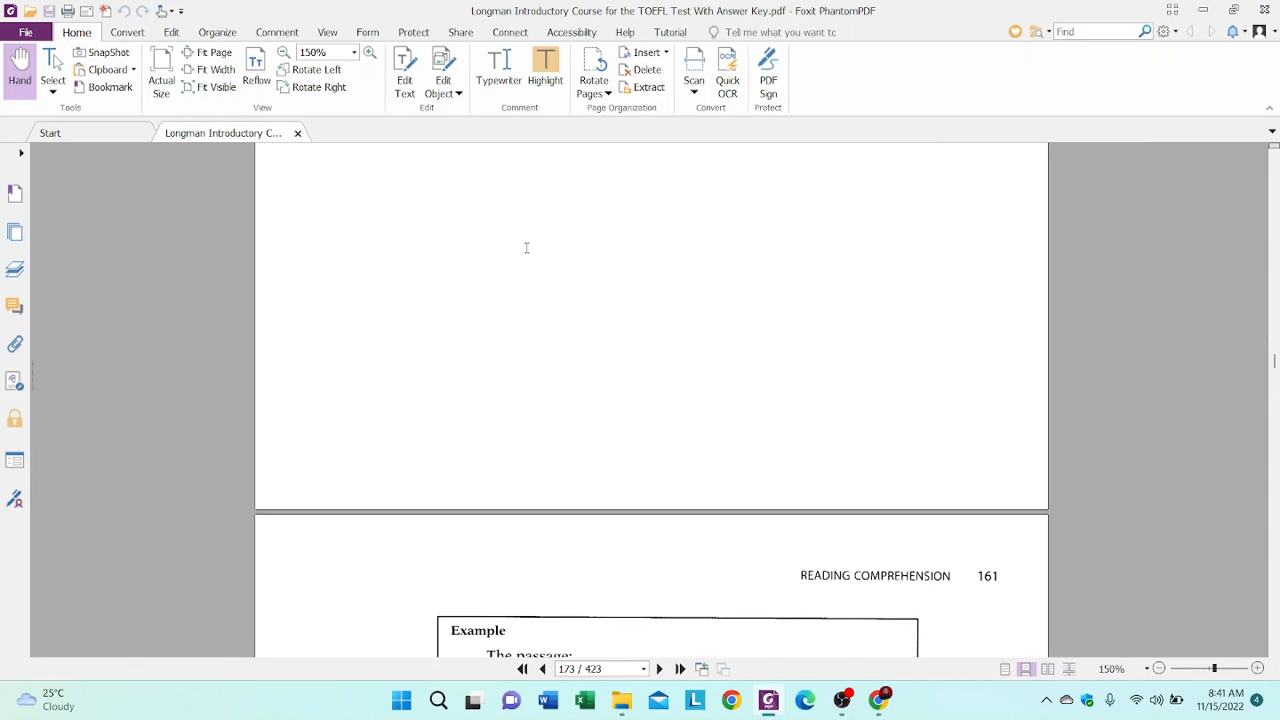 Longman Introductory Course for the TOEFL Test With Answer Key.pdf - Foxit PhantomPDF
File Home Convert Edit Organize Comment View Form Protect Share Connect Accessibility Help Tutorial Tell me what you want to Find
Hand
Select
SnapShot
Clipboard
Bookmark
Tools
Actual Size
Fit Page
Fit Width
Fit Visible
Reflow
150%
Rotate Left
Rotate Right
View
Edit Text
Edit Object
Edit
Typewriter
Highlight
Comment
Rotate Pages
Insert
Delete
Extract
Page Organization
Scan
Quick OCR
Convert
PDF Sign
Protect
Start
Longman Introductory C...
READING COMPREHENSION 161
Example
The passage:
173 / 423
150%
25°C
Cloudy
8:41 AM
11/15/2022
4